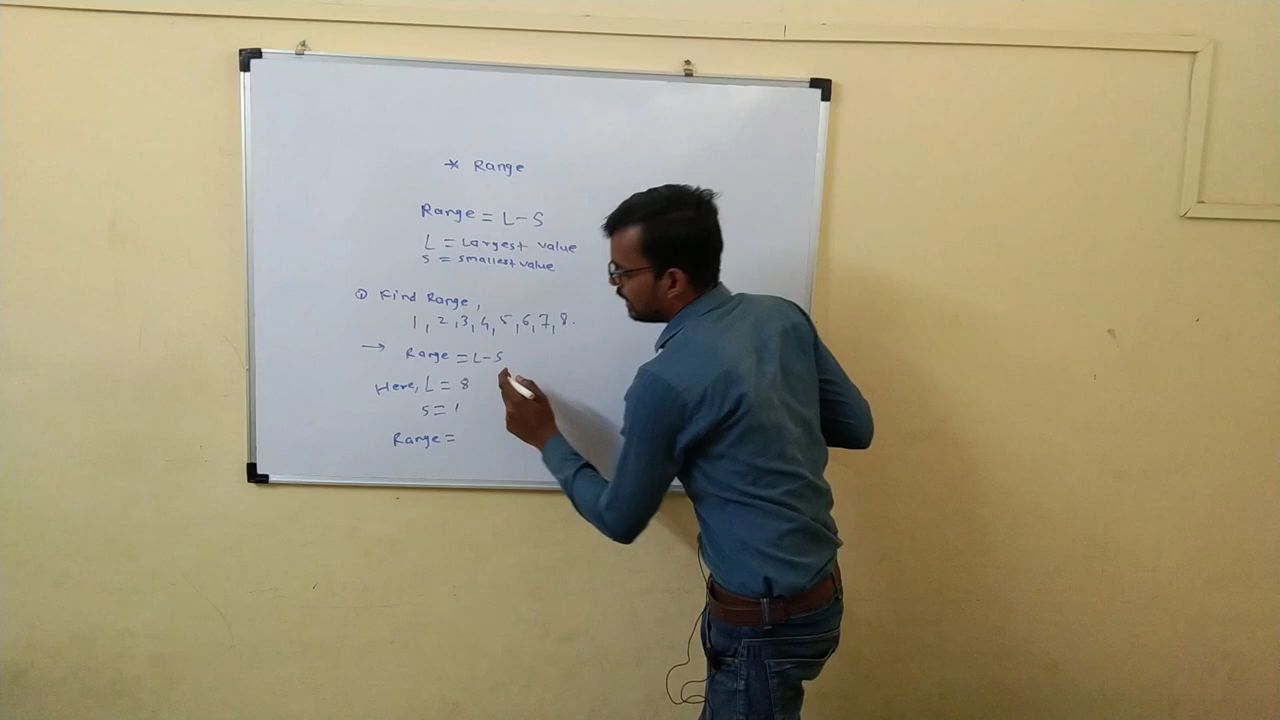 * Range
Range = L - S
L = Largest value
S = smallest value
① Find Range,
1, 2, 3, 4, 5, 6, 7, 8.
→ Range = L - S
Here, L = 8
S = 1
Range =